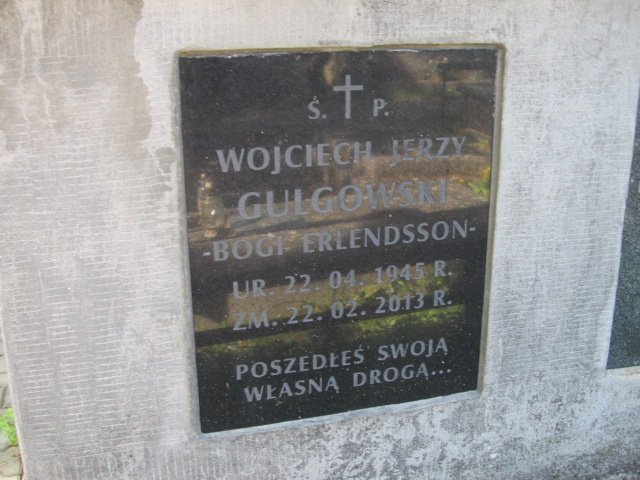 Ś. P.
WOJCIECH JERZY
GULGOWSKI
-BOGI ERLENDSSON-
UR. 22. 04. 1945 R.
ZM. 22. 02. 2013 R.
POSZEDŁEŚ SWOJĄ
WŁASNĄ DROGĄ...